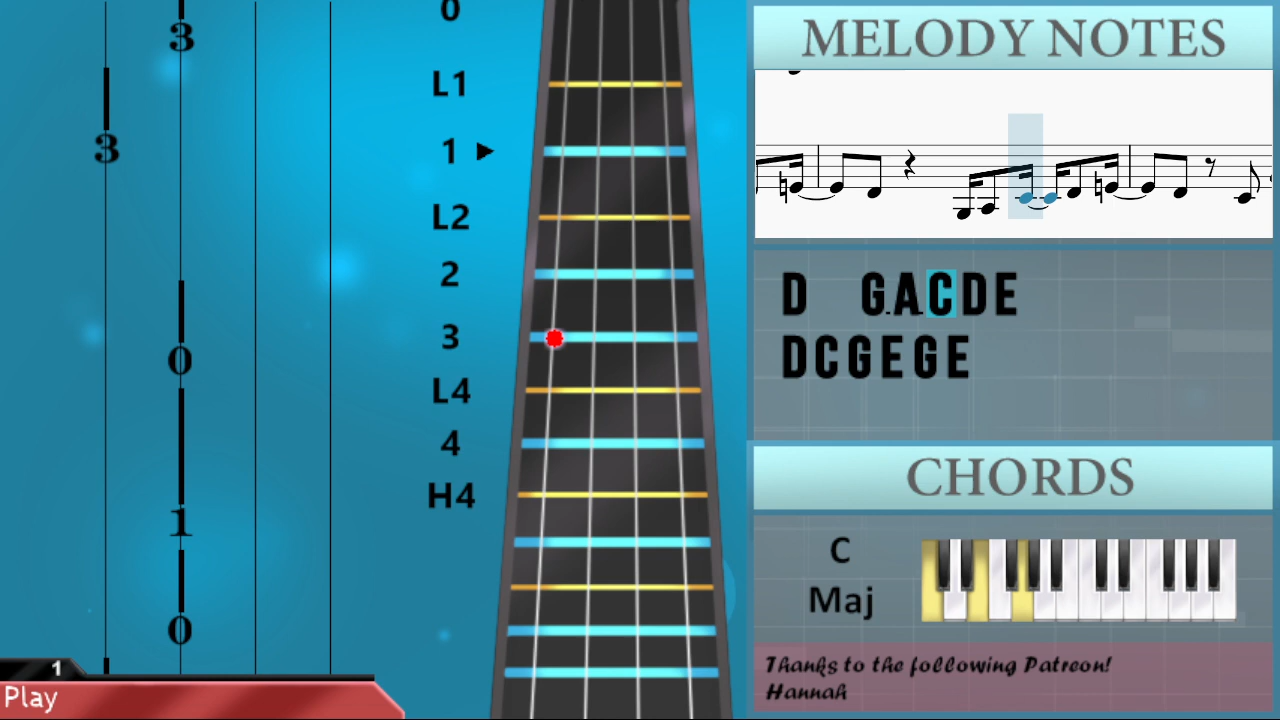 3
3
0
1
0
1
Play
0
L1
1
L2
2
3
L4
4
H4
MELODY NOTES
D G.A.CDE
DCGEGE
CHORDS
C
Maj
Thanks to the following Patreon!
Hannah